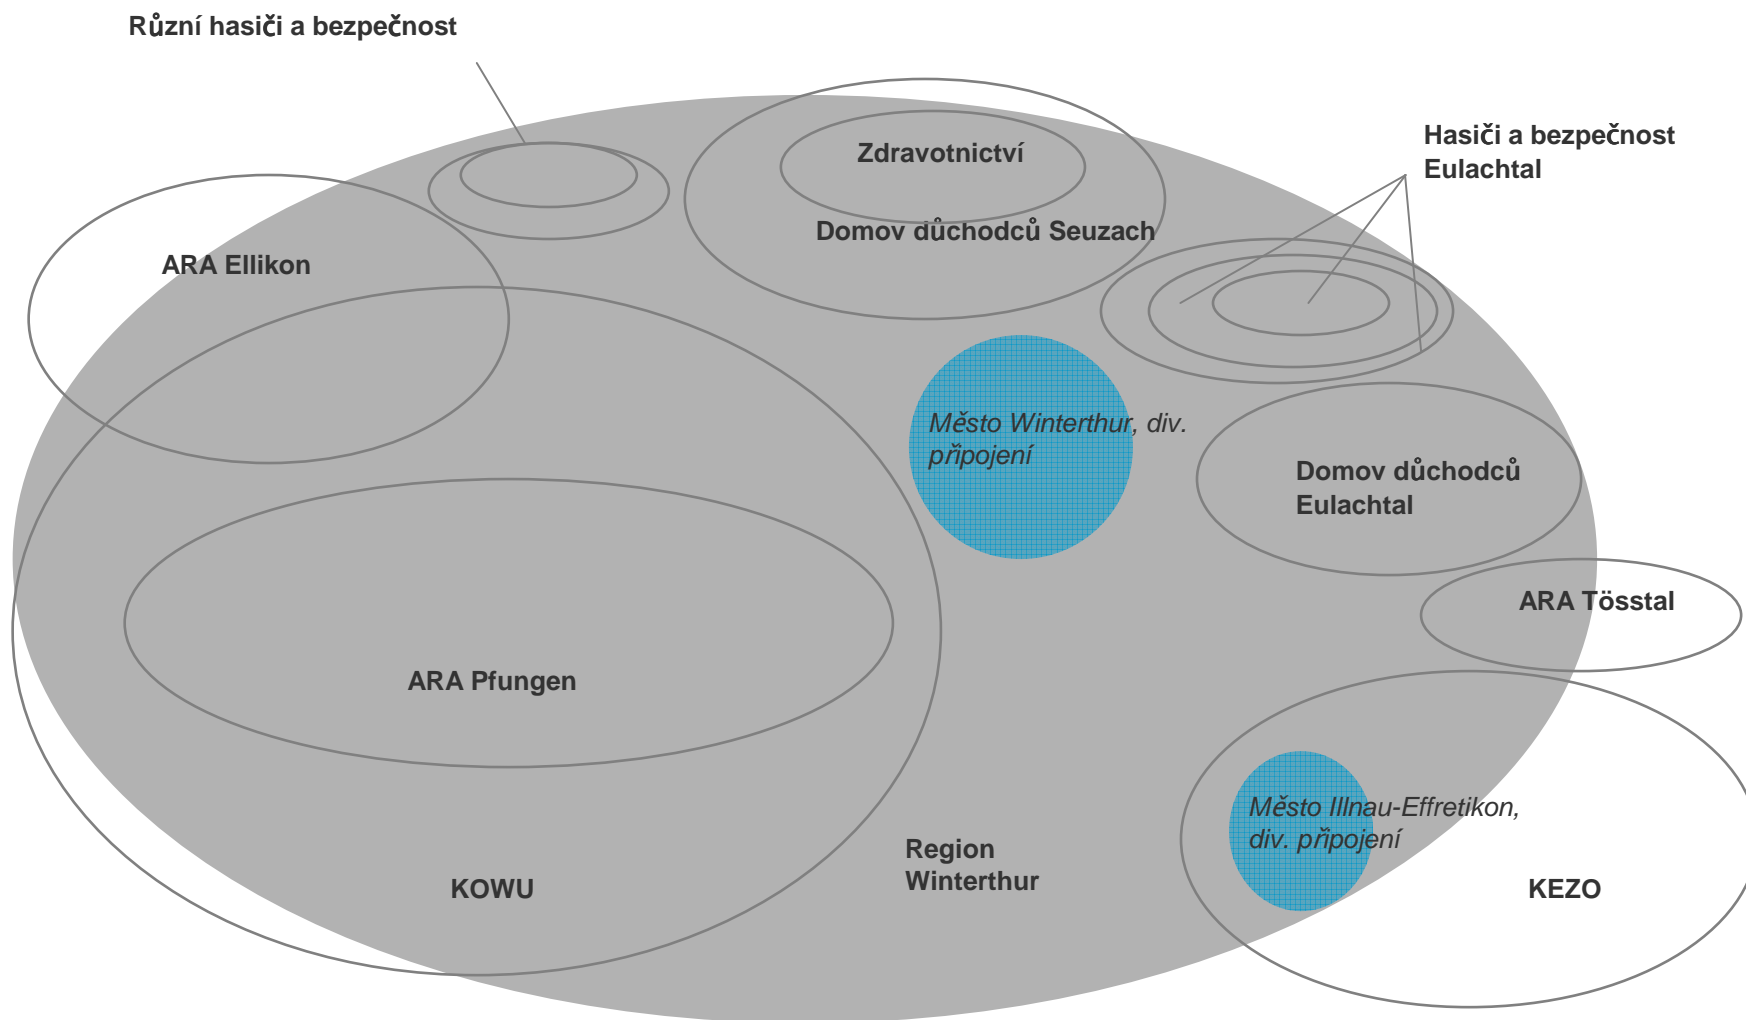 Různí hasiči a bezpečnost
Hasiči a bezpečnost
Eulachtal
Zdravotnictví
Domov důchodců Seuzach
ARA Ellikon
Město Winterthur, div.
připojení
Domov důchodců
Eulachtal
ARA Tösstal
ARA Pfungen
Město Illnau-Effretikon,
div. připojení
Region
Winterthur
KOWU
KEZO